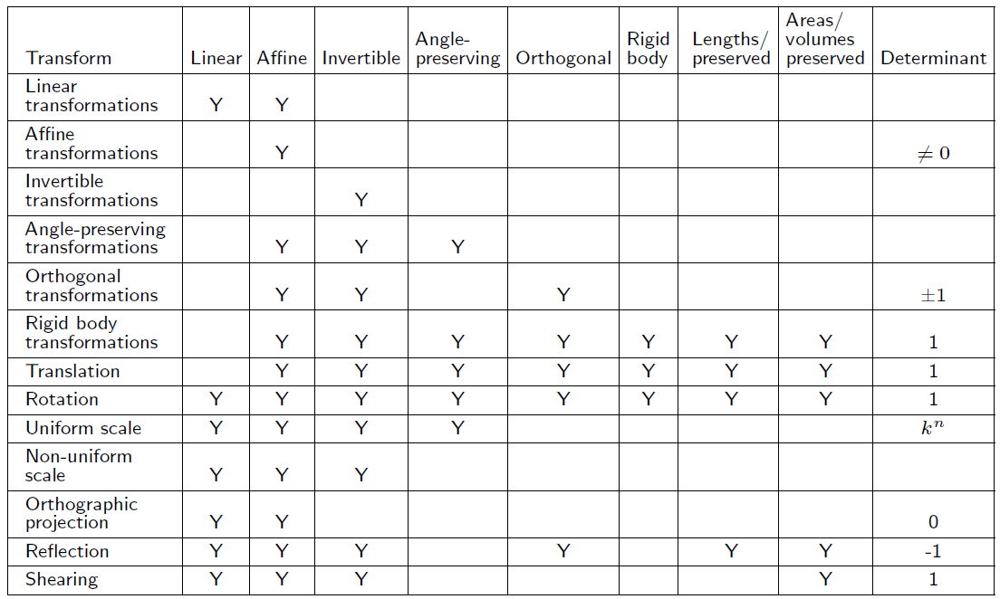 Transform Linear Affine Invertible Angle-preserving Orthogonal Rigid body Lengths/preserved Areas/volumes preserved Determinant
Linear
transformations Y Y
Affine
transformations Y ≠ 0
Invertible
transformations Y
Angle-preserving
transformations Y Y Y
Orthogonal
transformations Y Y Y ±1
Rigid body
transformations Y Y Y Y Y Y Y 1
Translation Y Y Y Y Y Y Y 1
Rotation Y Y Y Y Y Y Y Y 1
Uniform scale Y Y Y Y kⁿ
Non-uniform
scale Y Y Y
Orthographic
projection Y Y 0
Reflection Y Y Y Y Y Y -1
Shearing Y Y Y Y 1